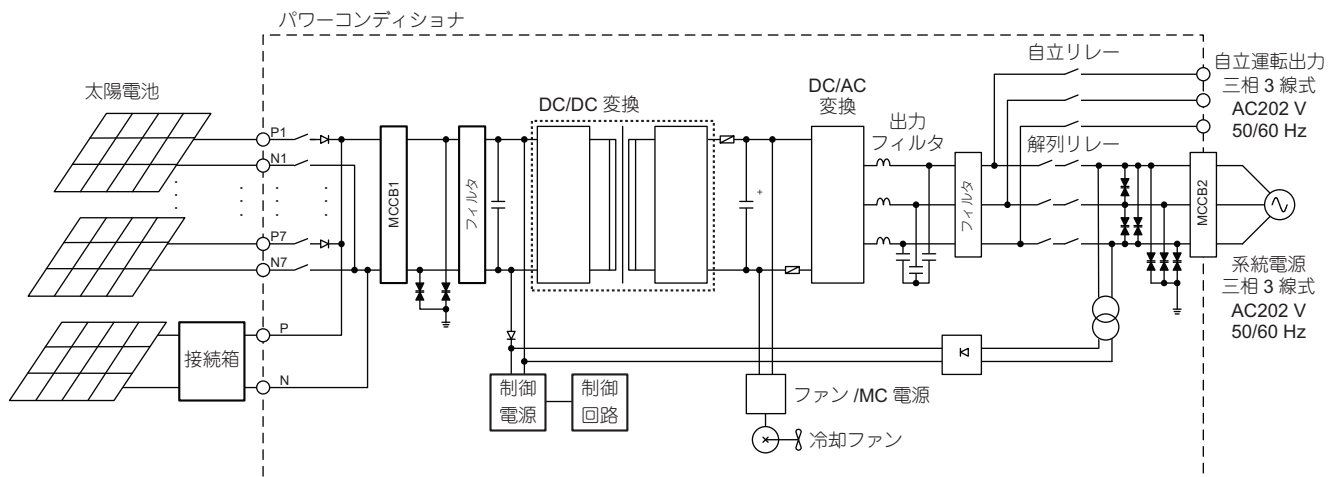 パワーコンディショナ
太陽電池
P1
N1
P7
N7
接続箱
P
N
MCCB1
フィルタ
DC/DC 変換
DC/AC
変換
出力
フィルタ
フィルタ
自立リレー
解列リレー
MCCB2
自立運転出力
三相 3 線式
AC202 V
50/60 Hz
系統電源
三相 3 線式
AC202 V
50/60 Hz
+
制御
電源
制御
回路
ファン /MC 電源
冷却ファン